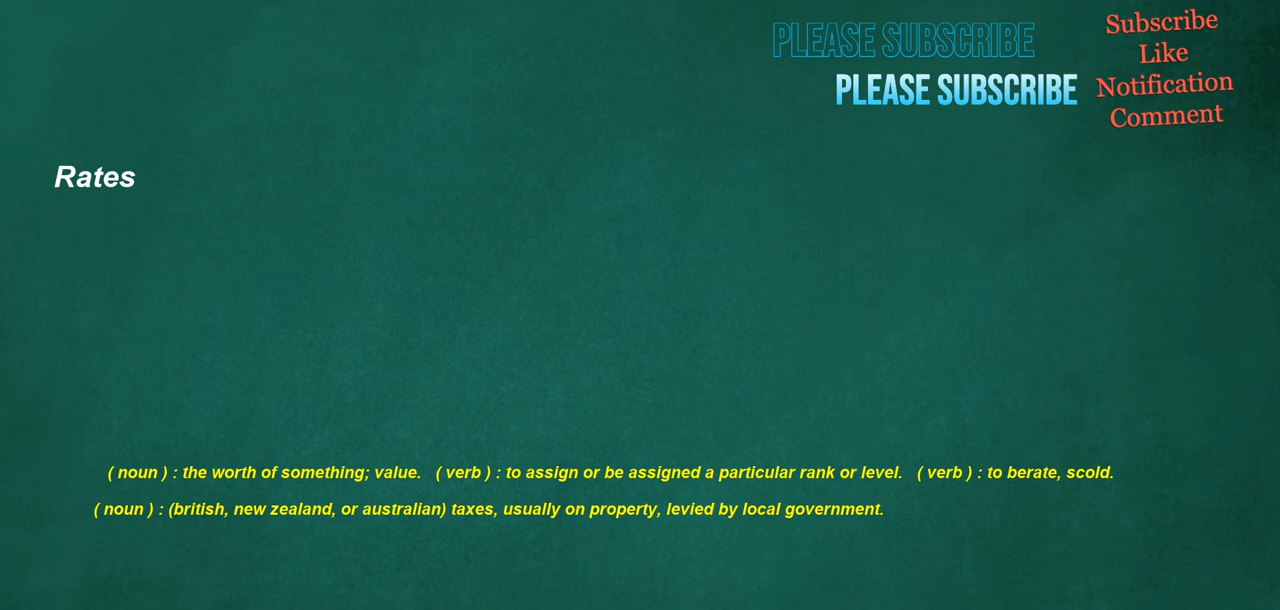 PLEASE SUBSCRIBE
PLEASE SUBSCRIBE
Subscribe
Like
Notification
Comment
Rates
( noun ) : the worth of something; value. ( verb ) : to assign or be assigned a particular rank or level. ( verb ) : to berate, scold.
( noun ) : (british, new zealand, or australian) taxes, usually on property, levied by local government.